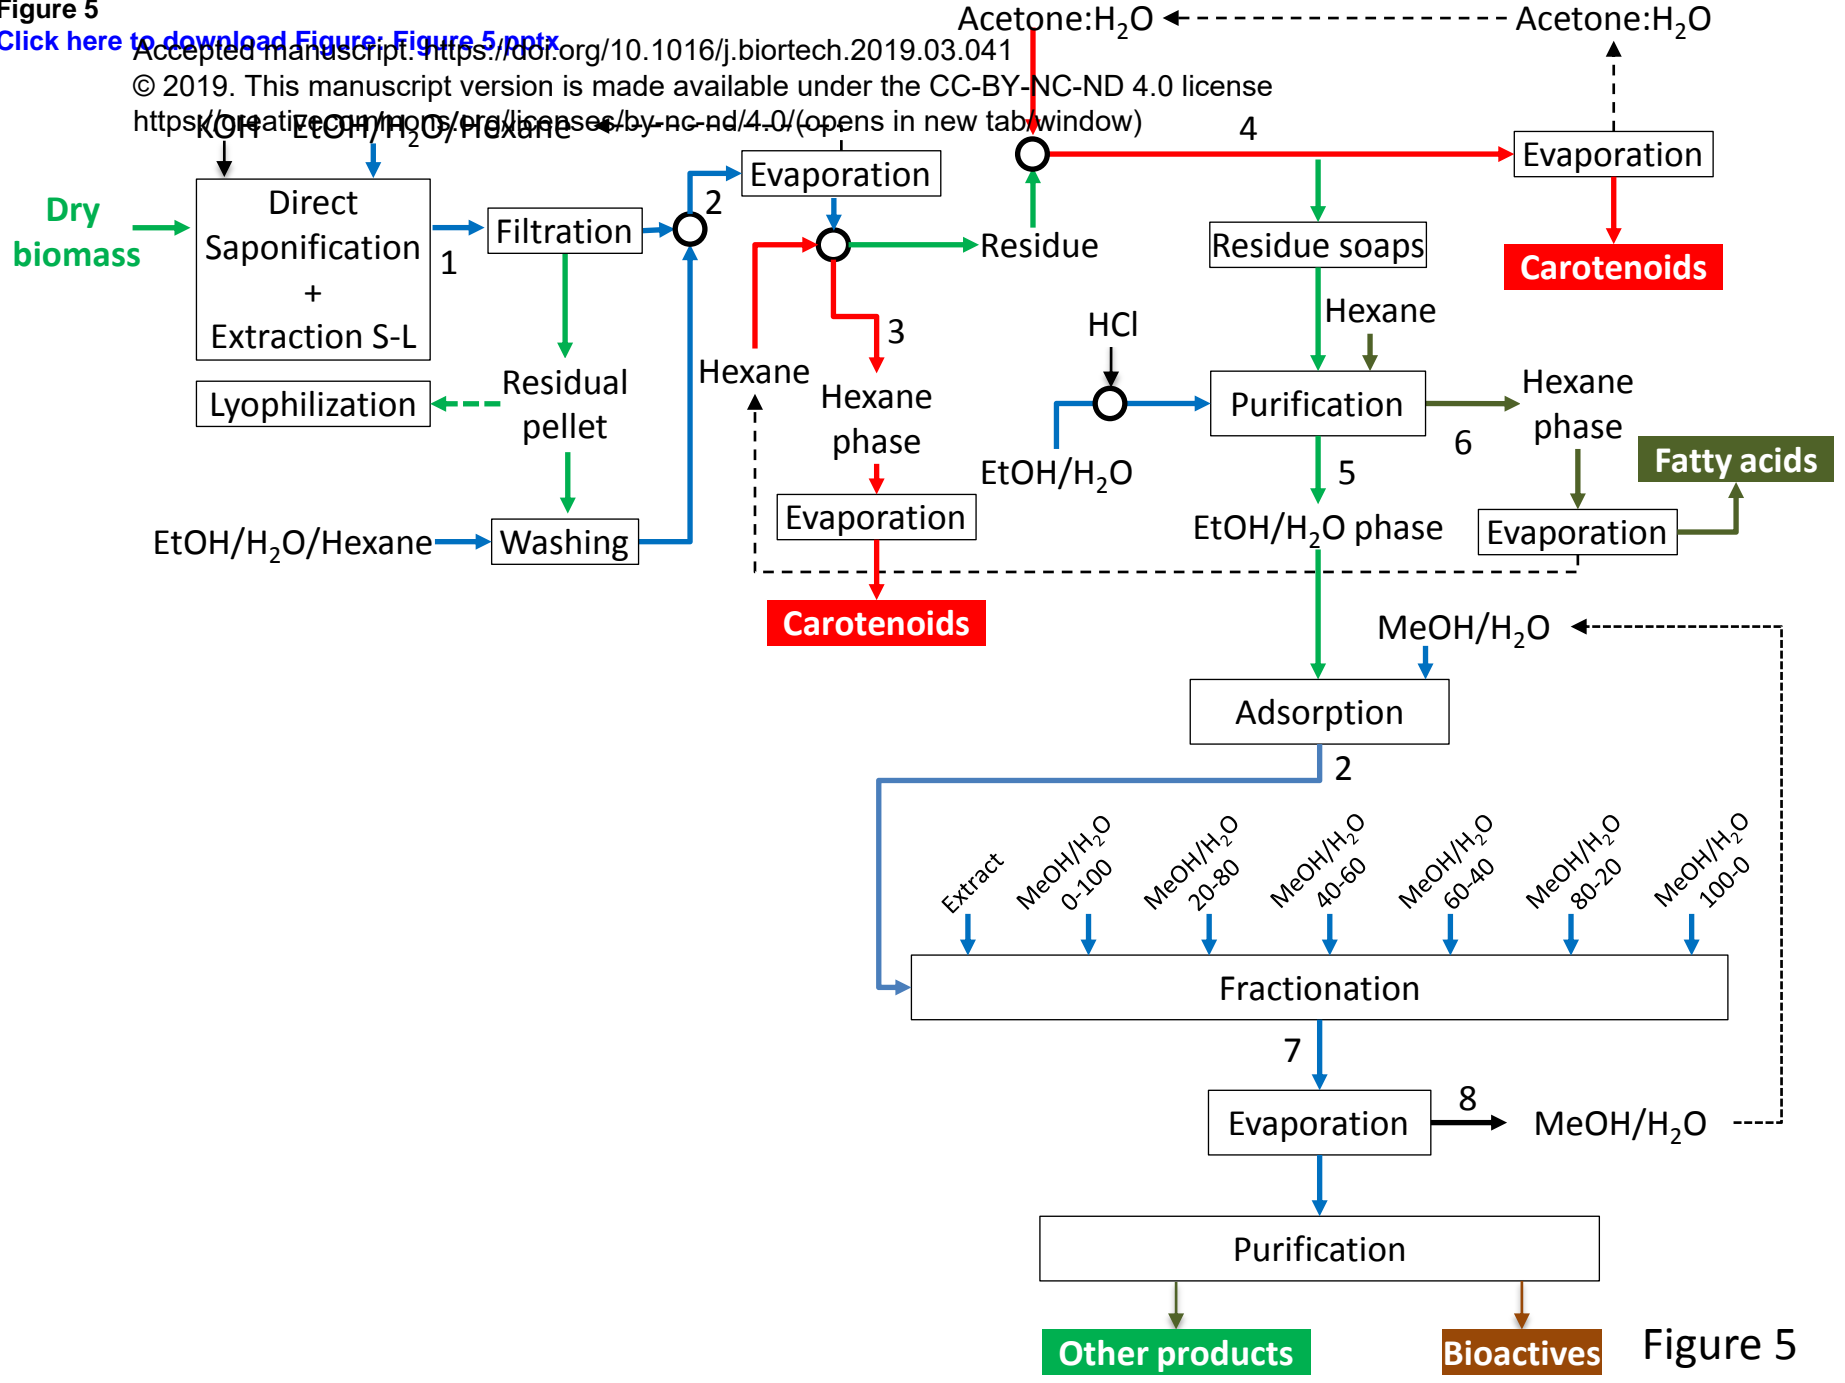 Figure 5
Click here to download Figure: Figure 5.pptx
Accepted manuscript. https://doi.org/10.1016/j.biortech.2019.03.041
© 2019. This manuscript version is made available under the CC-BY-NC-ND 4.0 license
https://creativecommons.org/licenses/by-nc-nd/4.0/(opens in new tab/window)
Acetone:H₂O
Acetone:H₂O
KOH
EtOH/H₂O/Hexane
4
Evaporation
Evaporation
Dry
biomass
Direct
Saponification
+
Extraction S-L
1
Filtration
2
Residue
Residue soaps
Carotenoids
Hexane
HCl
3
Hexane
Hexane
phase
Lyophilization
Residual
pellet
Purification
Hexane
phase
6
EtOH/H₂O
5
Fatty acids
Evaporation
EtOH/H₂O phase
Evaporation
EtOH/H₂O/Hexane
Washing
Carotenoids
MeOH/H₂O
Adsorption
2
Extract
MeOH/H₂O
0-100
MeOH/H₂O
20-80
MeOH/H₂O
40-60
MeOH/H₂O
60-40
MeOH/H₂O
80-20
MeOH/H₂O
100-0
Fractionation
7
Evaporation
8
MeOH/H₂O
Purification
Other products
Bioactives
Figure 5